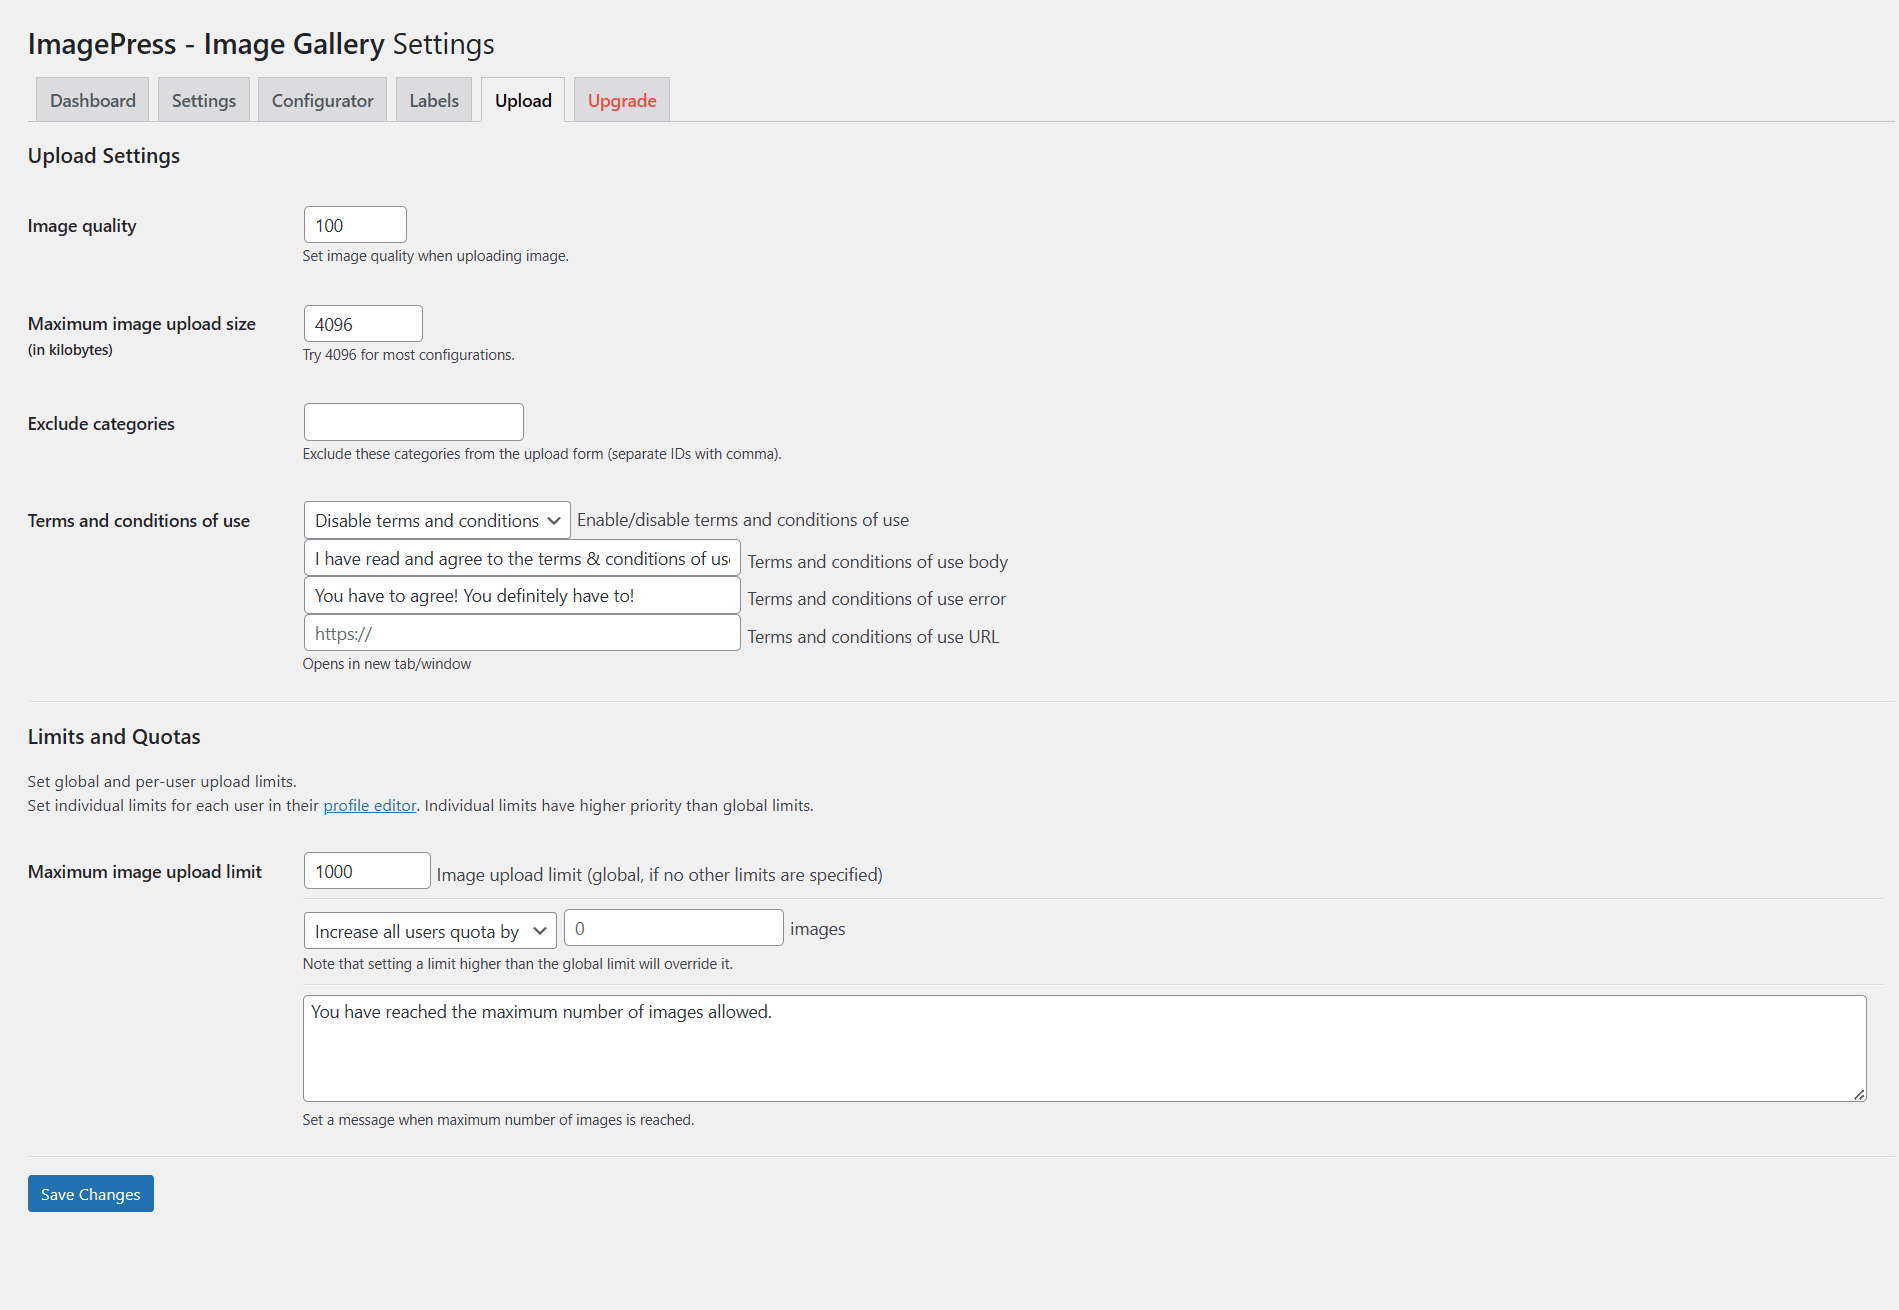 ImagePress - Image Gallery Settings
Dashboard Settings Configurator Labels Upload Upgrade
Upload Settings
Image quality
100
Set image quality when uploading image.
Maximum image upload size
(in kilobytes)
4096
Try 4096 for most configurations.
Exclude categories
Exclude these categories from the upload form (separate IDs with comma).
Terms and conditions of use
Disable terms and conditions Enable/disable terms and conditions of use
I have read and agree to the terms & conditions of us Terms and conditions of use body
You have to agree! You definitely have to! Terms and conditions of use error
https:// Terms and conditions of use URL
Opens in new tab/window
Limits and Quotas
Set global and per-user upload limits.
Set individual limits for each user in their profile editor. Individual limits have higher priority than global limits.
Maximum image upload limit
1000 Image upload limit (global, if no other limits are specified)
Increase all users quota by 0 images
Note that setting a limit higher than the global limit will override it.
You have reached the maximum number of images allowed.
Set a message when maximum number of images is reached.
Save Changes